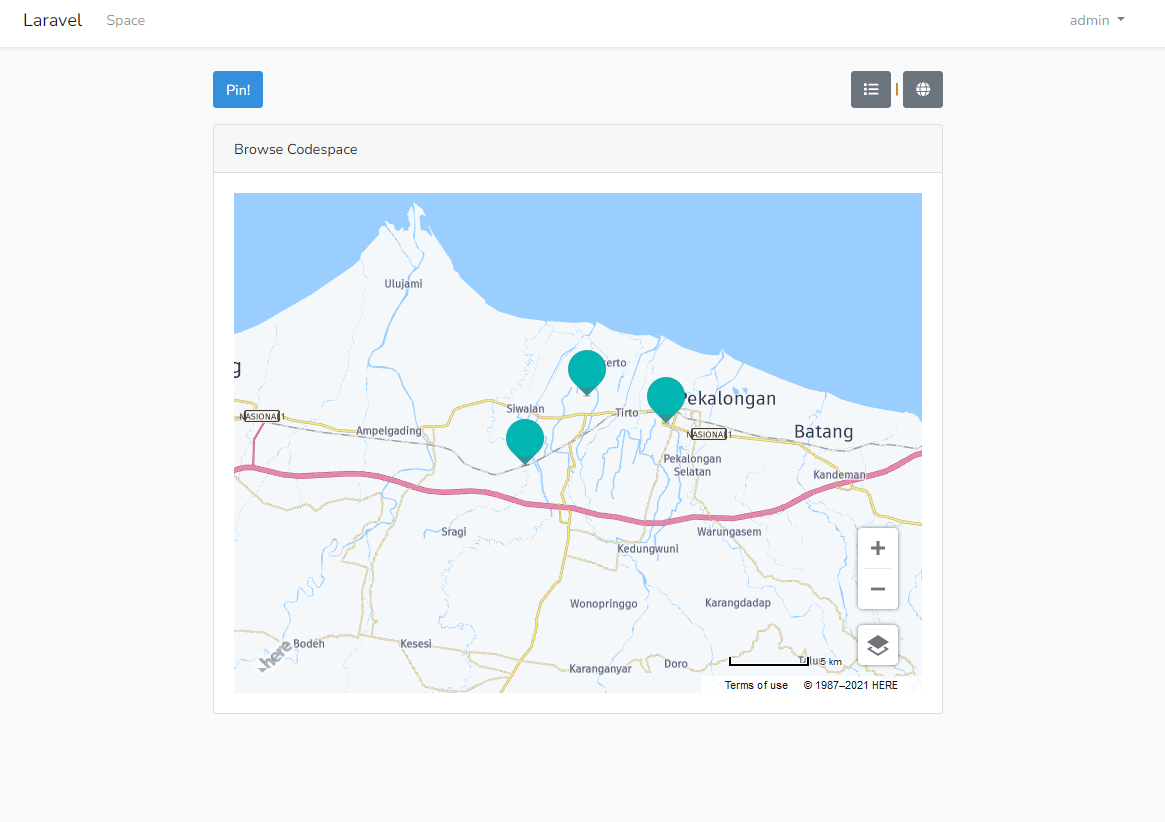 Laravel
Space
admin
Pin!
Browse Codespace
Ulujami
g
erto
Pekalongan
Siwalan
Tirto
NASIONAL 1
Ampelgading
NASIONAL 1
Batang
Pekalongan
Selatan
Kandeman
Sragi
Warungasem
Kedungwuni
Wonopringgo
Karangdadap
Bodeh
Kesesi
here
Karanganyar
Doro
5 km
Terms of use
© 1987–2021 HERE